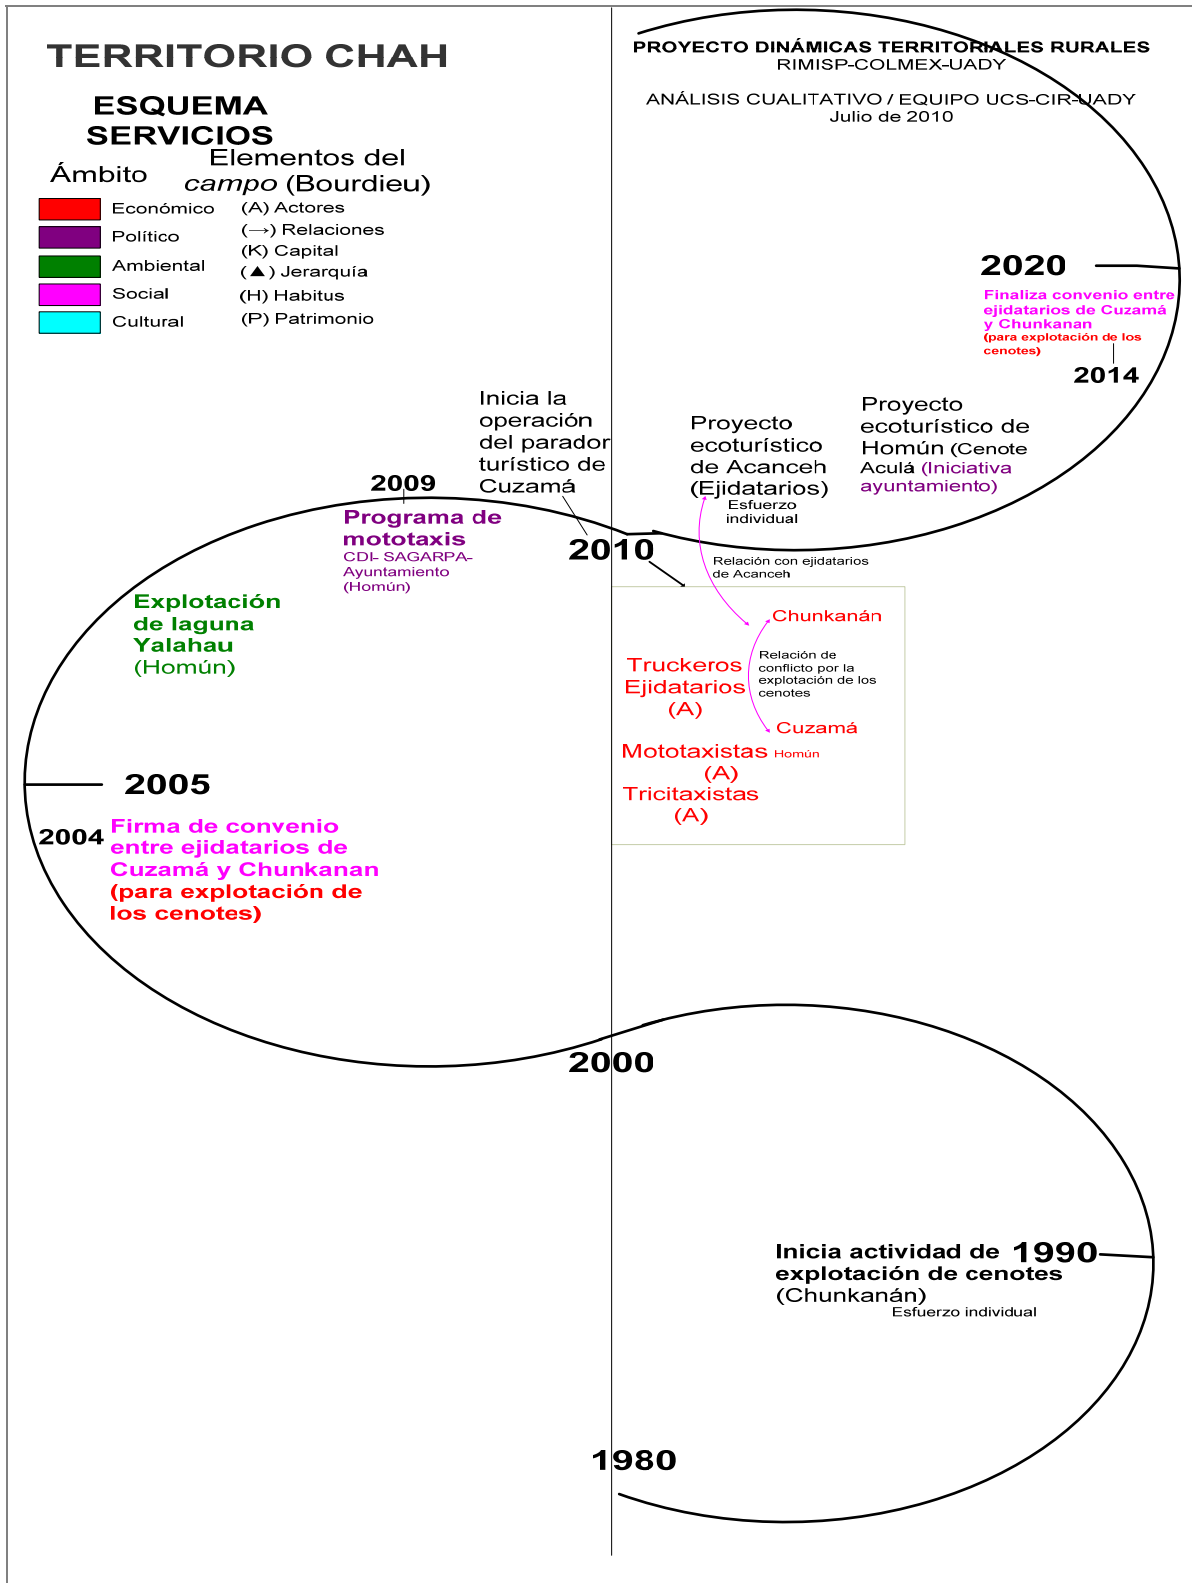 TERRITORIO CHAH
PROYECTO DINÁMICAS TERRITORIALES RURALES
RIMISP-COLMEX-UADY
ANÁLISIS CUALITATIVO / EQUIPO UCS-CIR-UADY
Julio de 2010
ESQUEMA
SERVICIOS
Ámbito
Económico
Político
Ambiental
Social
Cultural
Elementos del
campo (Bourdieu)
(A) Actores
(→) Relaciones
(K) Capital
(▲) Jerarquía
(H) Habitus
(P) Patrimonio
2020
Finaliza convenio entre
ejidatarios de Cuzamá
y Chunkanan
(para explotación de los
cenotes)
2014
Inicia la
operación
del parador
turístico de
Cuzamá
Proyecto
ecoturístico
de Acanceh
(Ejidatarios)
Esfuerzo
individual
Proyecto
ecoturístico de
Homún (Cenote
Aculá (Iniciativa
ayuntamiento)
2009
Programa de
mototaxis
CDI- SAGARPA-
Ayuntamiento
(Homún)
2010
Relación con ejidatarios
de Acanceh
Explotación
de laguna
Yalahau
(Homún)
Chunkanán
Truckeros
Ejidatarios
(A)
Relación de
conflicto por la
explotación de los
cenotes
Cuzamá
Mototaxistas Homún
(A)
Tricitaxistas
(A)
2005
2004
Firma de convenio
entre ejidatarios de
Cuzamá y Chunkanan
(para explotación de
los cenotes)
2000
1990
Inicia actividad de
explotación de cenotes
(Chunkanán)
Esfuerzo individual
1980